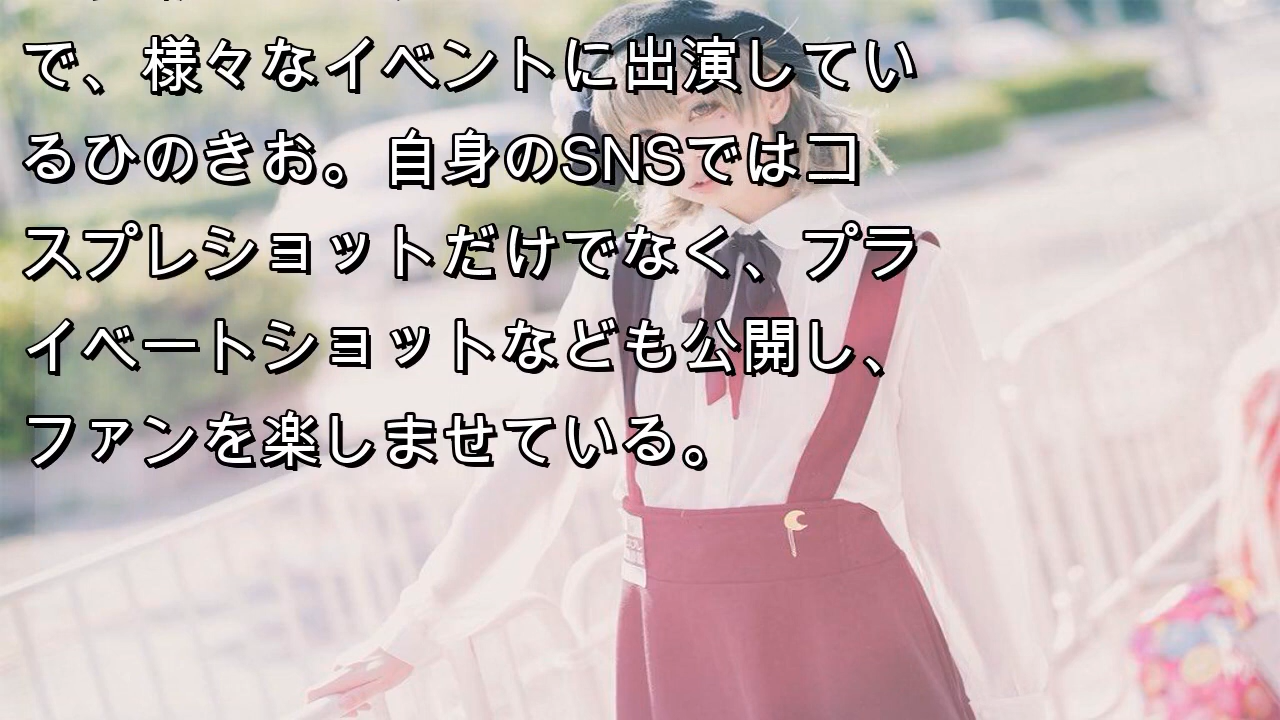 で、様々なイベントに出演してい
るひのきお。自身のSNSではコ
スプレショットだけでなく、プラ
イベートショットなども公開し、
ファンを楽しませている。